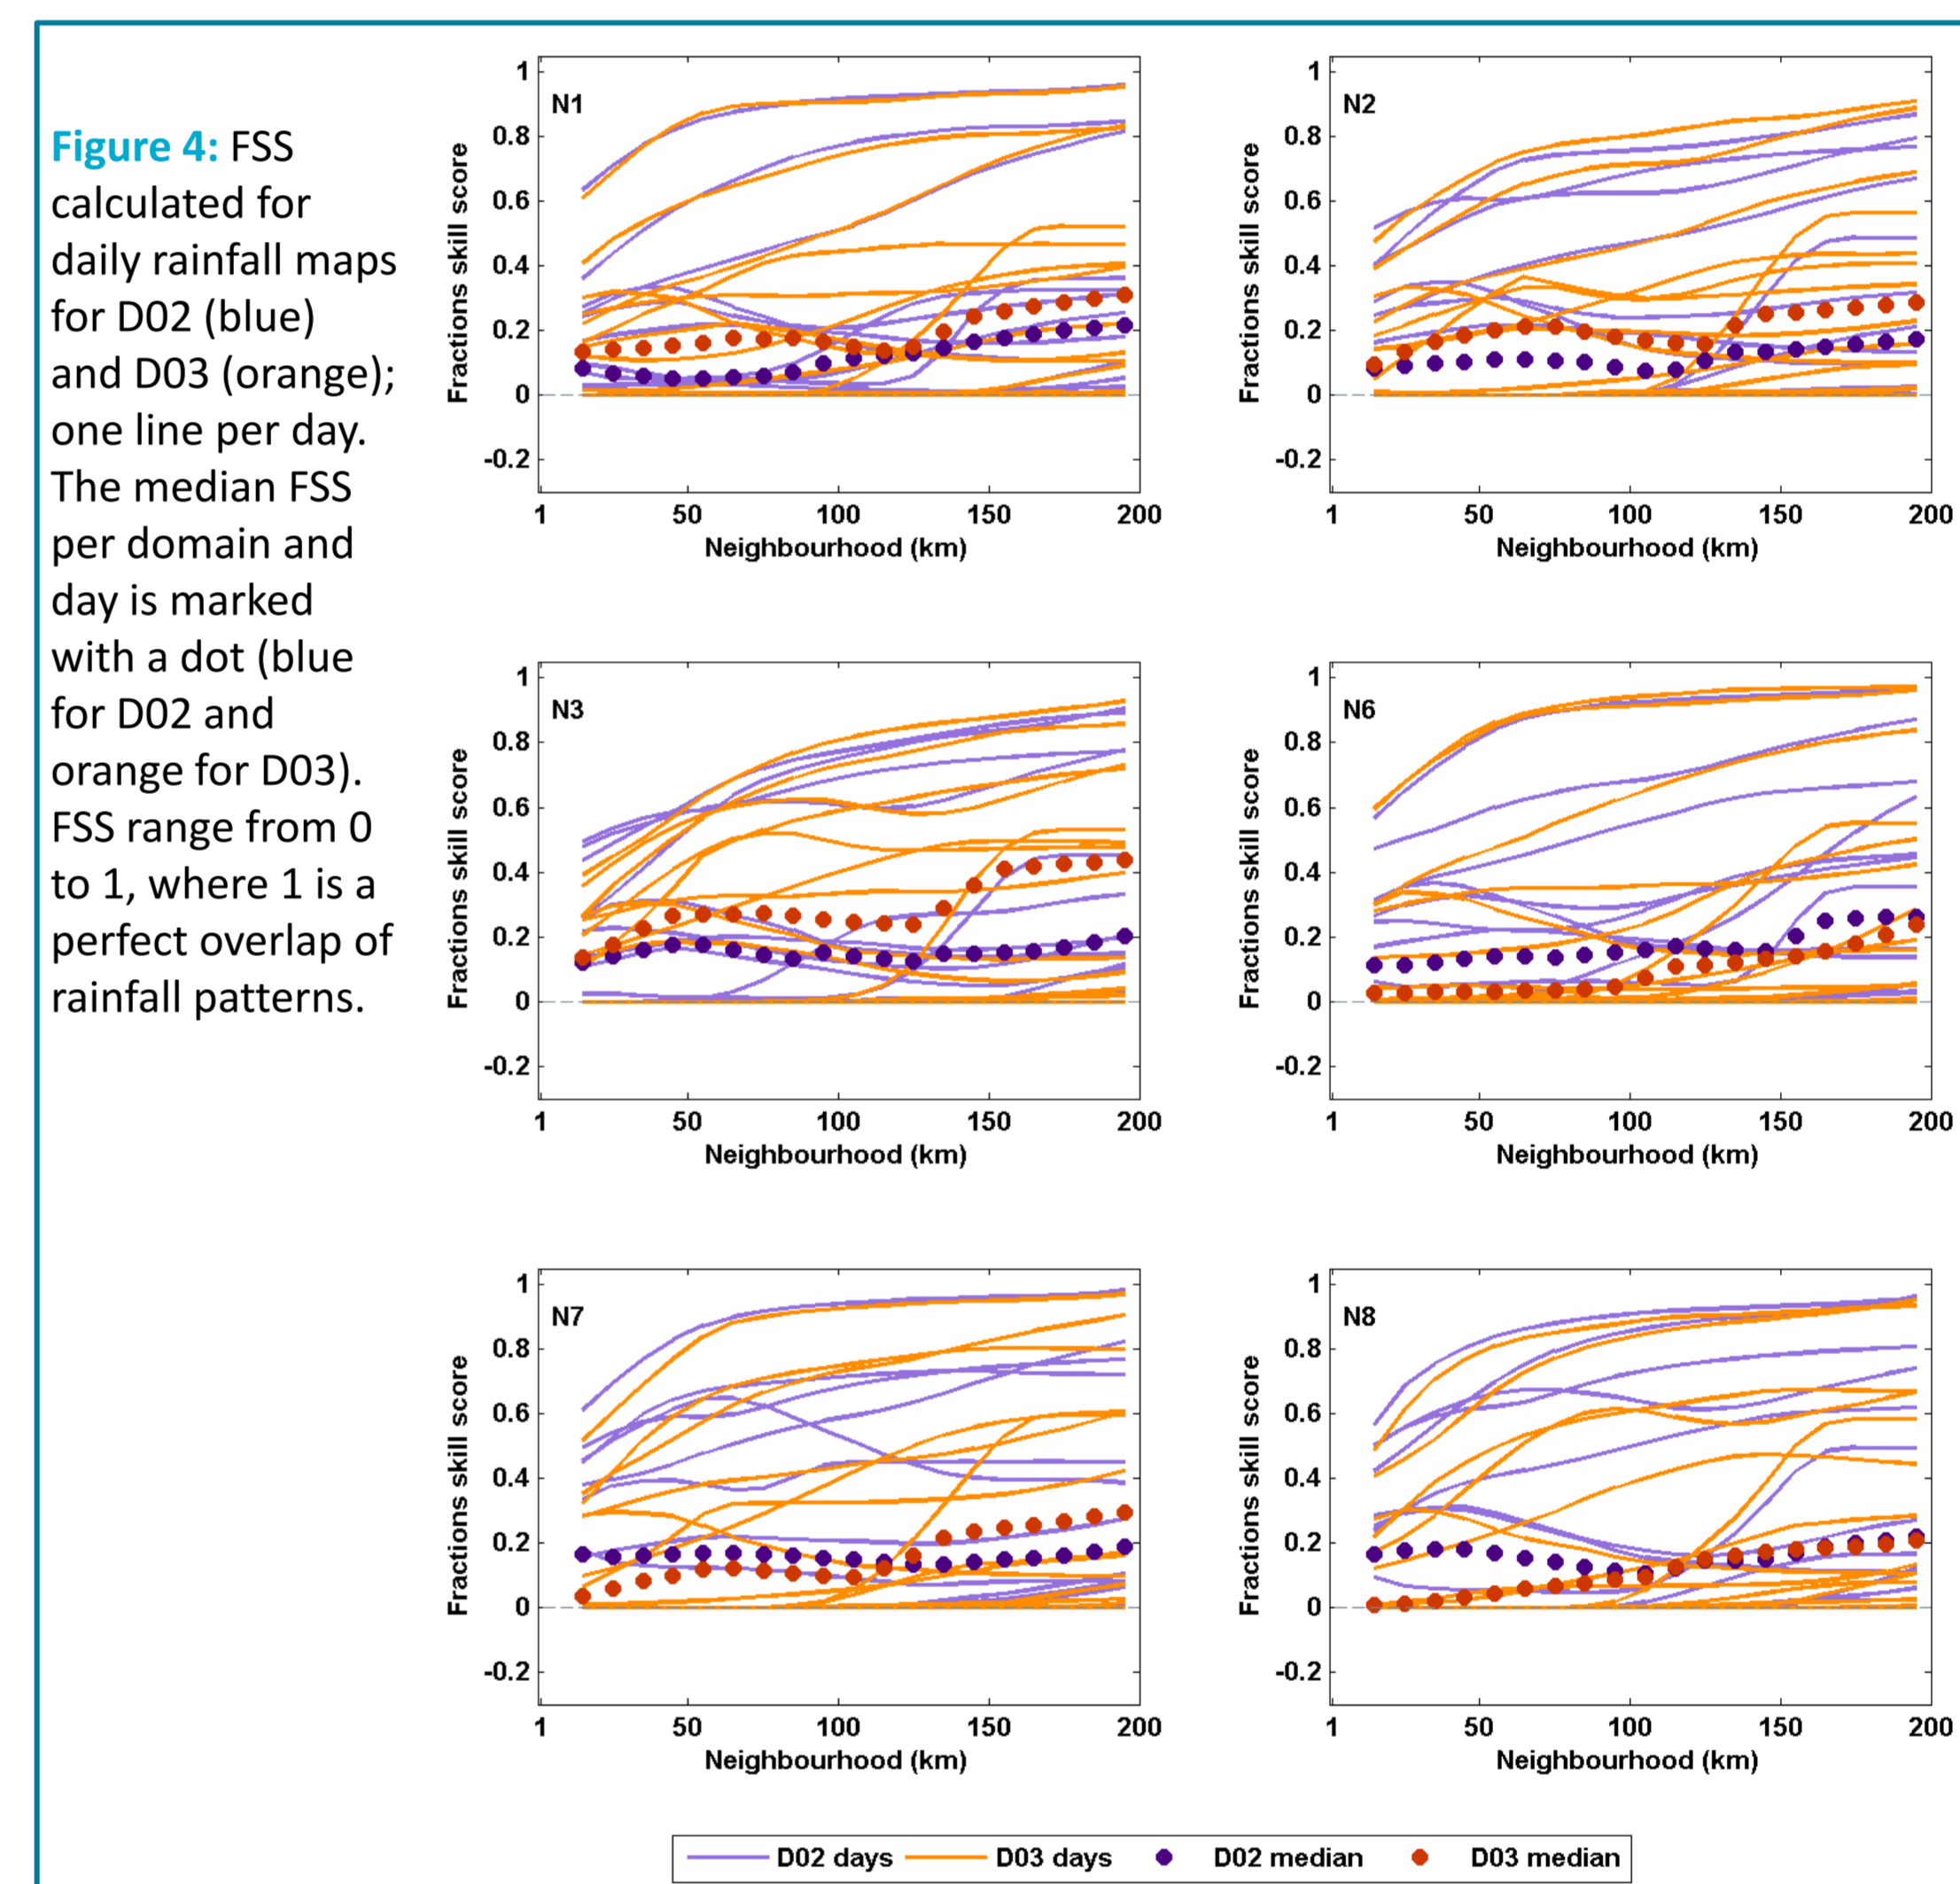 Figure 4: FSS
calculated for
daily rainfall maps
for D02 (blue)
and D03 (orange);
one line per day.
The median FSS
per domain and
day is marked
with a dot (blue
for D02 and
orange for D03).
FSS range from 0
to 1, where 1 is a
perfect overlap of
rainfall patterns.
N1
1
0.8
0.6
0.4
0.2
0
-0.2
Fractions skill score
1 50 100 150 200
Neighbourhood (km)
N2
1
0.8
0.6
0.4
0.2
0
-0.2
Fractions skill score
1 50 100 150 200
Neighbourhood (km)
N3
1
0.8
0.6
0.4
0.2
0
-0.2
Fractions skill score
1 50 100 150 200
Neighbourhood (km)
N6
1
0.8
0.6
0.4
0.2
0
-0.2
Fractions skill score
1 50 100 150 200
Neighbourhood (km)
N7
1
0.8
0.6
0.4
0.2
0
-0.2
Fractions skill score
1 50 100 150 200
Neighbourhood (km)
N8
1
0.8
0.6
0.4
0.2
0
-0.2
Fractions skill score
1 50 100 150 200
Neighbourhood (km)
D02 days D03 days D02 median D03 median